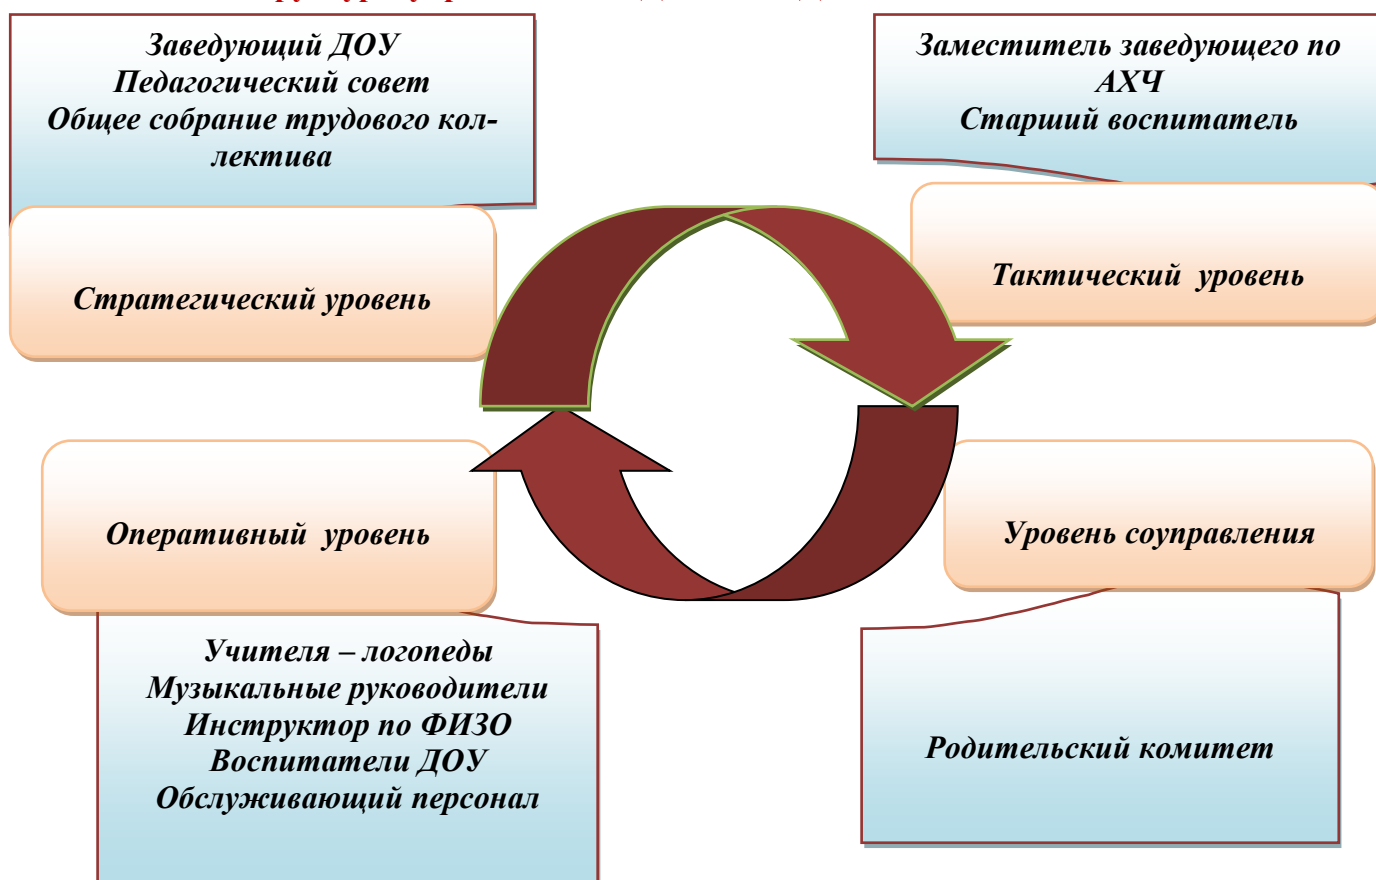 Заведующий ДОУ
Педагогический совет
Общее собрание трудового кол-
лектива
Стратегический уровень
Заместитель заведующего по
АХЧ
Старший воспитатель
Тактический уровень
Оперативный уровень
Учителя – логопеды
Музыкальные руководители
Инструктор по ФИЗО
Воспитатели ДОУ
Обслуживающий персонал
Уровень соуправления
Родительский комитет